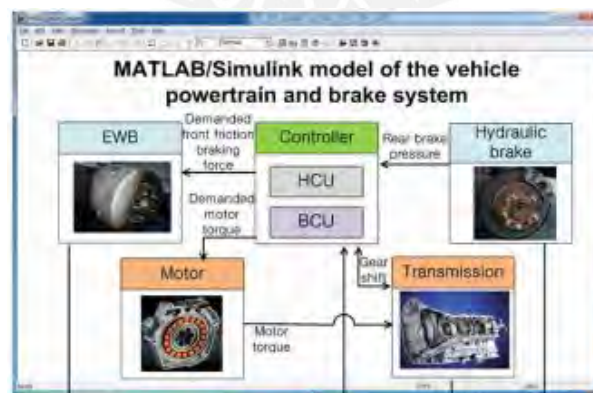 MATLAB/Simulink model of the vehicle
powertrain and brake system
EWB
Demanded
front friction
braking
force
Controller
HCU
BCU
Rear brake
pressure
Hydraulic
brake
Demanded
motor
torque
Motor
Motor
torque
Gear
shift
Transmission